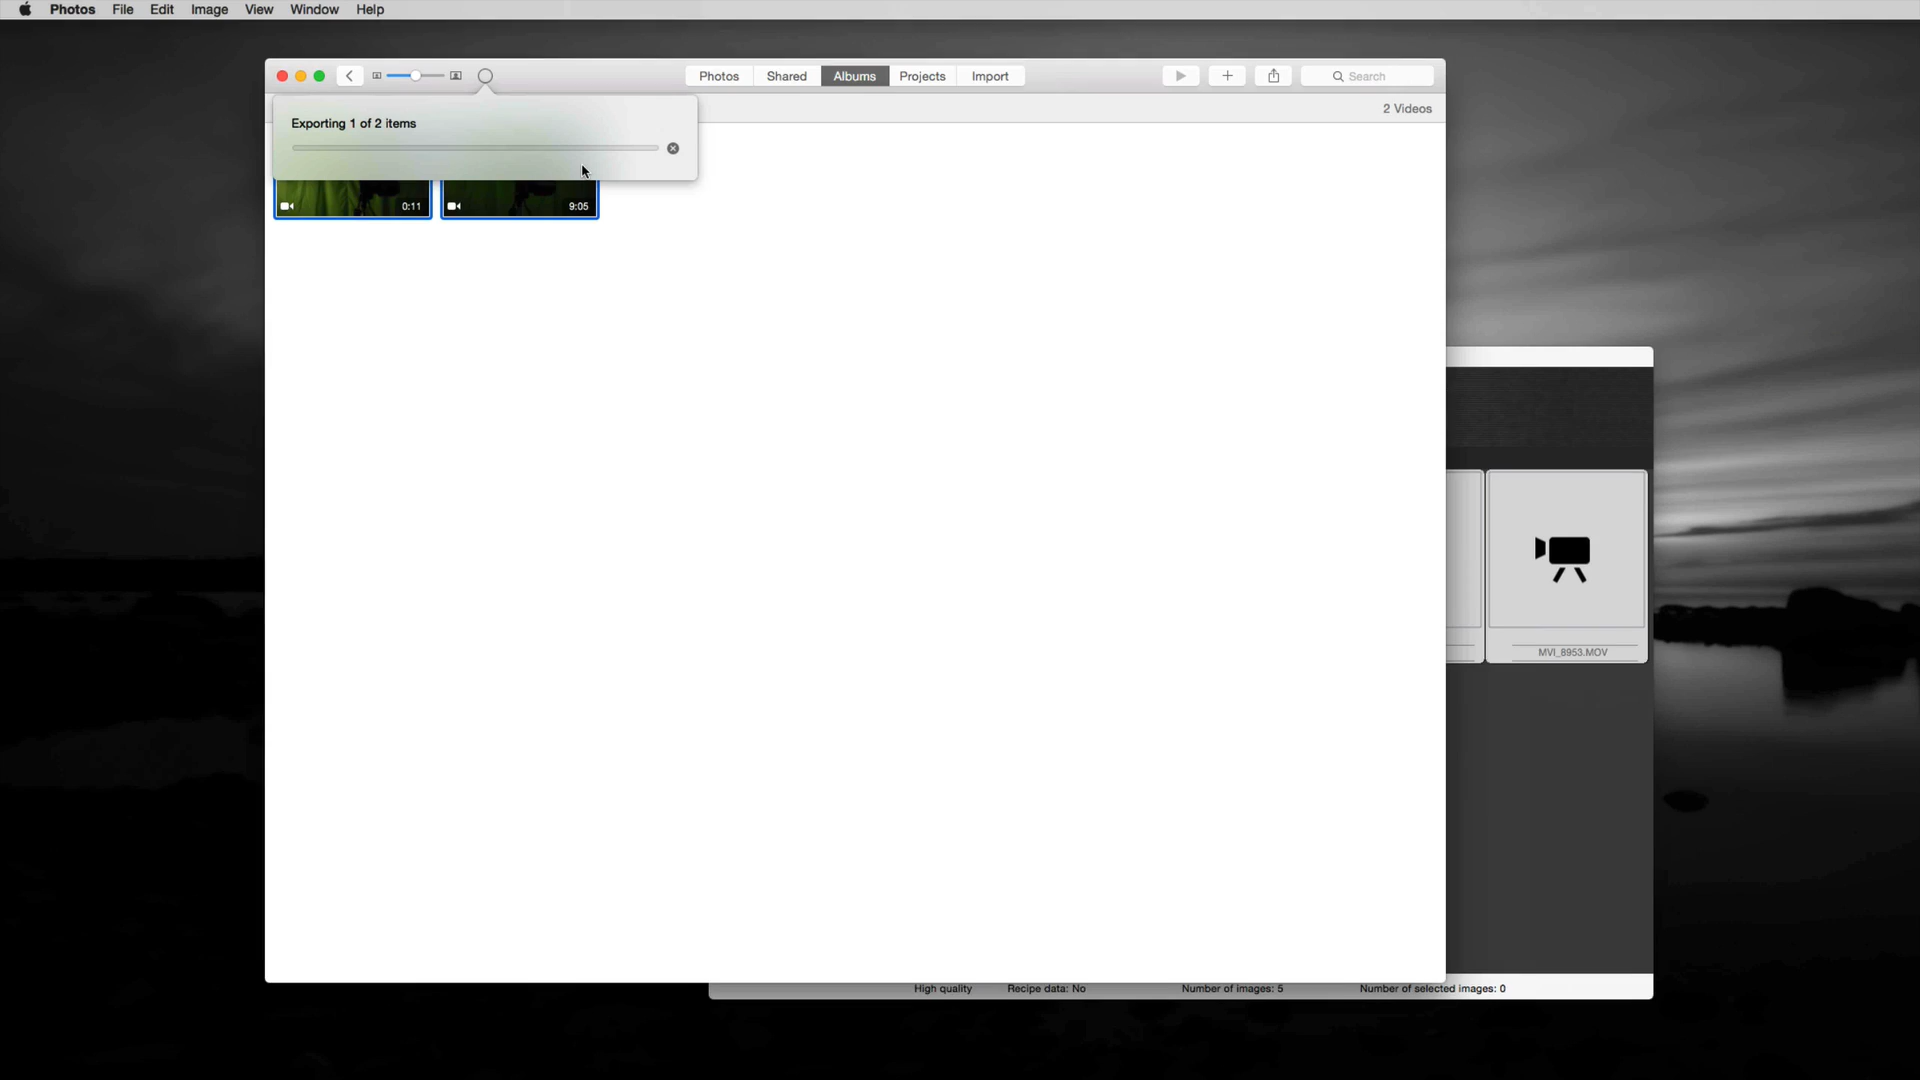 Photos File Edit Image View Window Help
Photos Shared Albums Projects Import Search
2 Videos
Exporting 1 of 2 items
0:11 9:05
MVI_8953.MOV
High quality Recipe data: No Number of images: 5 Number of selected images: 0